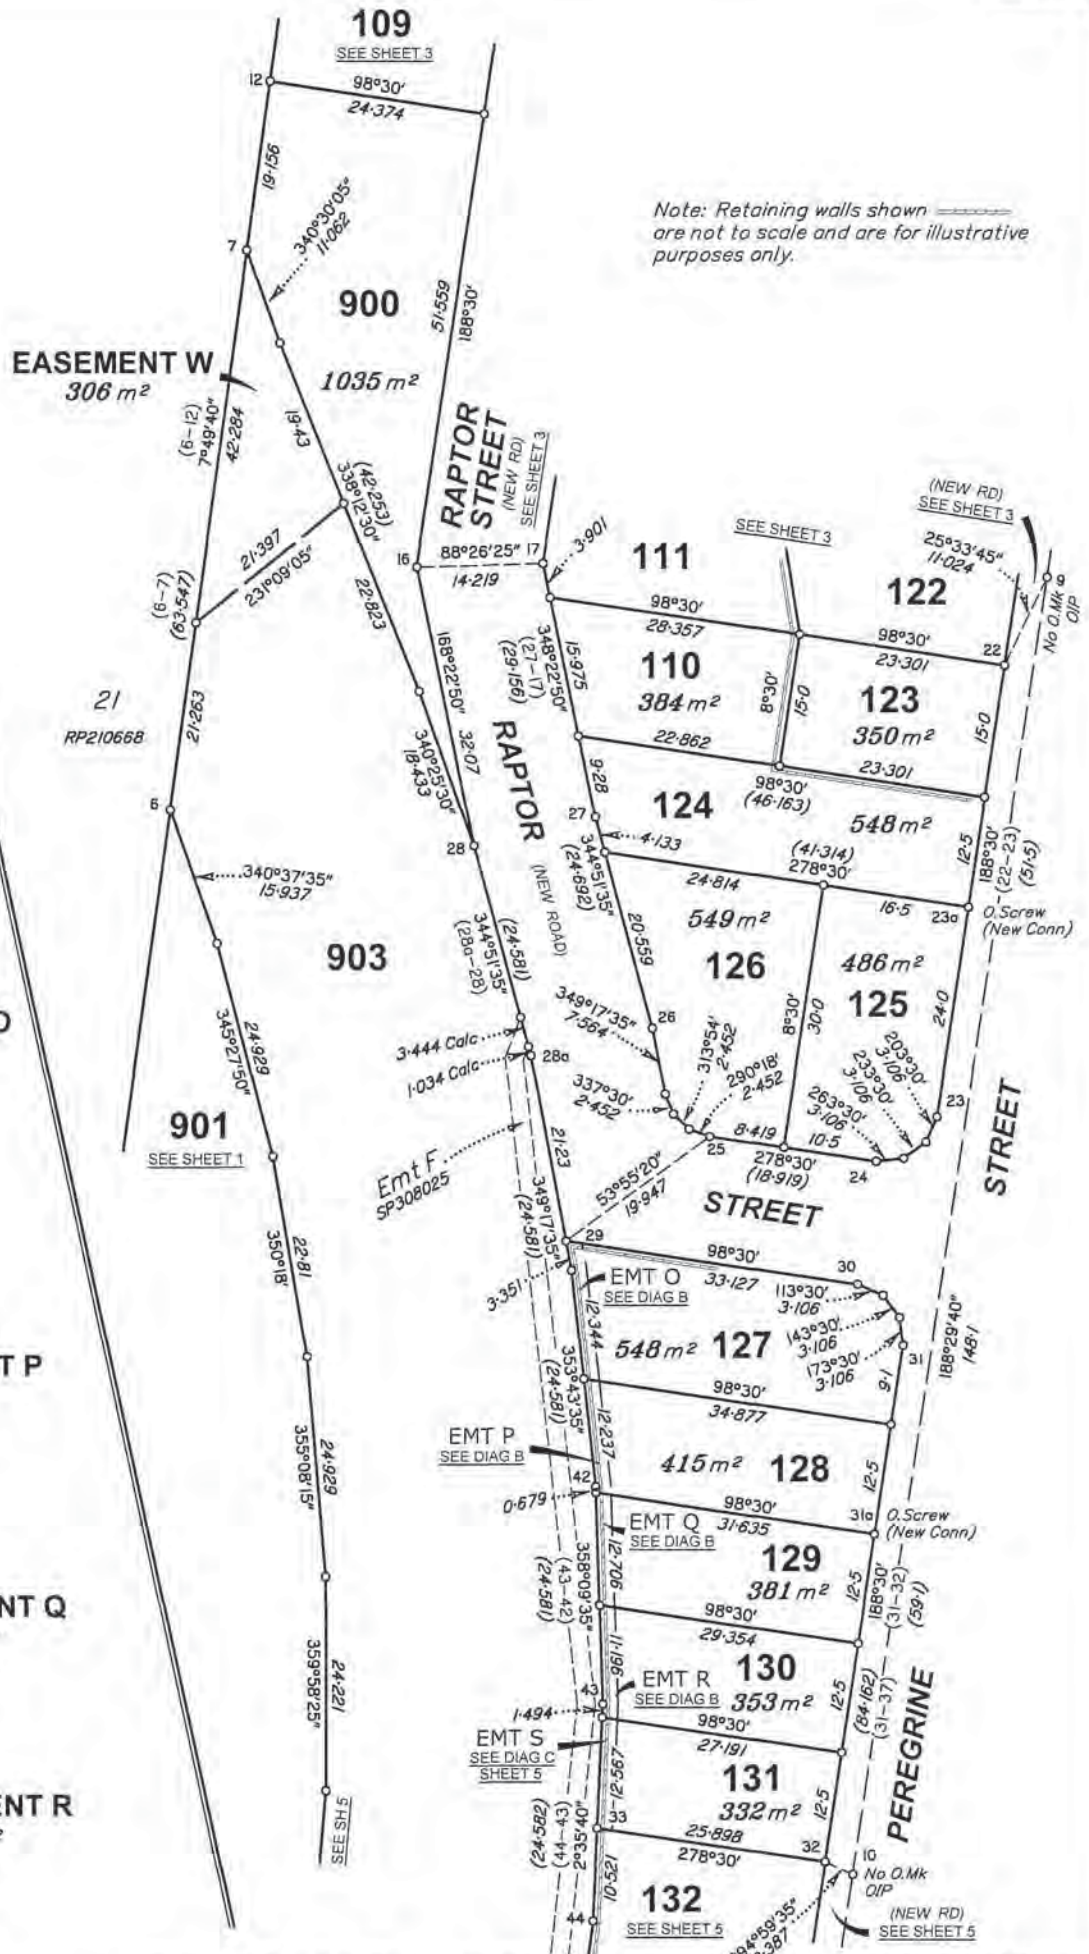 109
SEE SHEET 3
12
98°30'
24·374
19·156
340°30'05"
11·062
7
900
1035 m²
51·559
188°30'
Note: Retaining walls shown
are not to scale and are for illustrative
purposes only.
EASEMENT W
306 m²
(6-12)
7°49'40"
42·284
19·43
(42·253)
338°12'30"
RAPTOR
STREET
(NEW RD)
SEE SHEET 3
16
88°26'25"
14·219
17
3·901
111
SEE SHEET 3
122
(NEW RD)
SEE SHEET 3
25°33'45"
11·024
9
No O.Mk
O/P
22
21·397
231°09'05"
(6-7)
(63·547)
22·823
168°22'50"
32·07
15·975
348°22'50"
(27-17)
(29·156)
98°30'
28·357
110
384 m²
8°30'
15·0
98°30'
23·301
123
350 m²
15·0
21
RP210668
21·263
340°25'30"
18·433
RAPTOR
(NEW ROAD)
22·862
98°30'
(46·163)
23·301
9·28
27
124
548 m²
4·133
344°51'35"
(24·692)
12·5
188°30'
(22-23)
(51·5)
6
340°37'35"
15·937
28
(41·314)
278°30'
24·814
16·5
23a
O.Screw
(New Conn)
903
(24·581)
344°51'35"
(28a-28)
20·559
549 m²
126
486 m²
125
8°30'
30·0
24·0
24·929
345°27'50"
3·444 Calc
1·034 Calc
28a
349°17'35"
7·564
26
337°30'
2·452
313°54'
2·452
290°18'
2·452
203°30'
3·106
233°30'
3·106
263°30'
3·106
23
901
SEE SHEET 1
Emt F
SP308025
21·23
349°17'35"
(24·581)
53°55'20"
19·947
25
8·419
10·5
278°30'
(18·919)
24
STREET
STREET
22·81
350°18'
3·351
29
98°30'
33·127
30
EMT O
SEE DIAG B
113°30'
3·106
143°30'
3·106
173°30'
3·106
31
188°29'40"
148·1
T P
12·344
353°43'35"
(24·581)
548 m²
127
9·1
98°30'
34·877
24·929
355°08'15"
EMT P
SEE DIAG B
12·237
415 m²
128
12·5
0·679
42
98°30'
31·635
31a
O.Screw
(New Conn)
EMT Q
SEE DIAG B
129
381 m²
12·706
358°09'35"
(43-42)
(24·581)
12·5
188°30'
(31-32)
(59·1)
NT Q
24·221
359°58'25"
98°30'
29·354
11·196
130
353 m²
EMT R
SEE DIAG B
12·5
(84·162)
(31-37)
43
1·494
98°30'
27·191
EMT S
SEE DIAG C
SHEET 5
12·567
131
332 m²
12·5
PEREGRINE
ENT R
SEE SH 5
(24·582)
(44-43)
2°35'40"
33
25·898
278°30'
32
10
No O.Mk
O/P
10·521
132
SEE SHEET 5
44
(NEW RD)
SEE SHEET 5